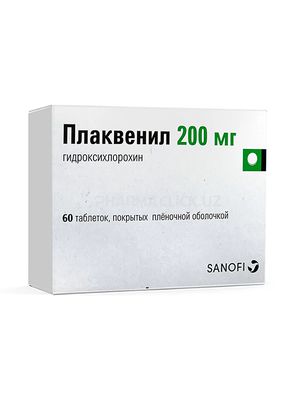 Плаквенил 200 мг
гидроксихлорохин
PHARMACLICK.UZ
60 таблеток, покрытых плёночной оболочкой
SANOFI